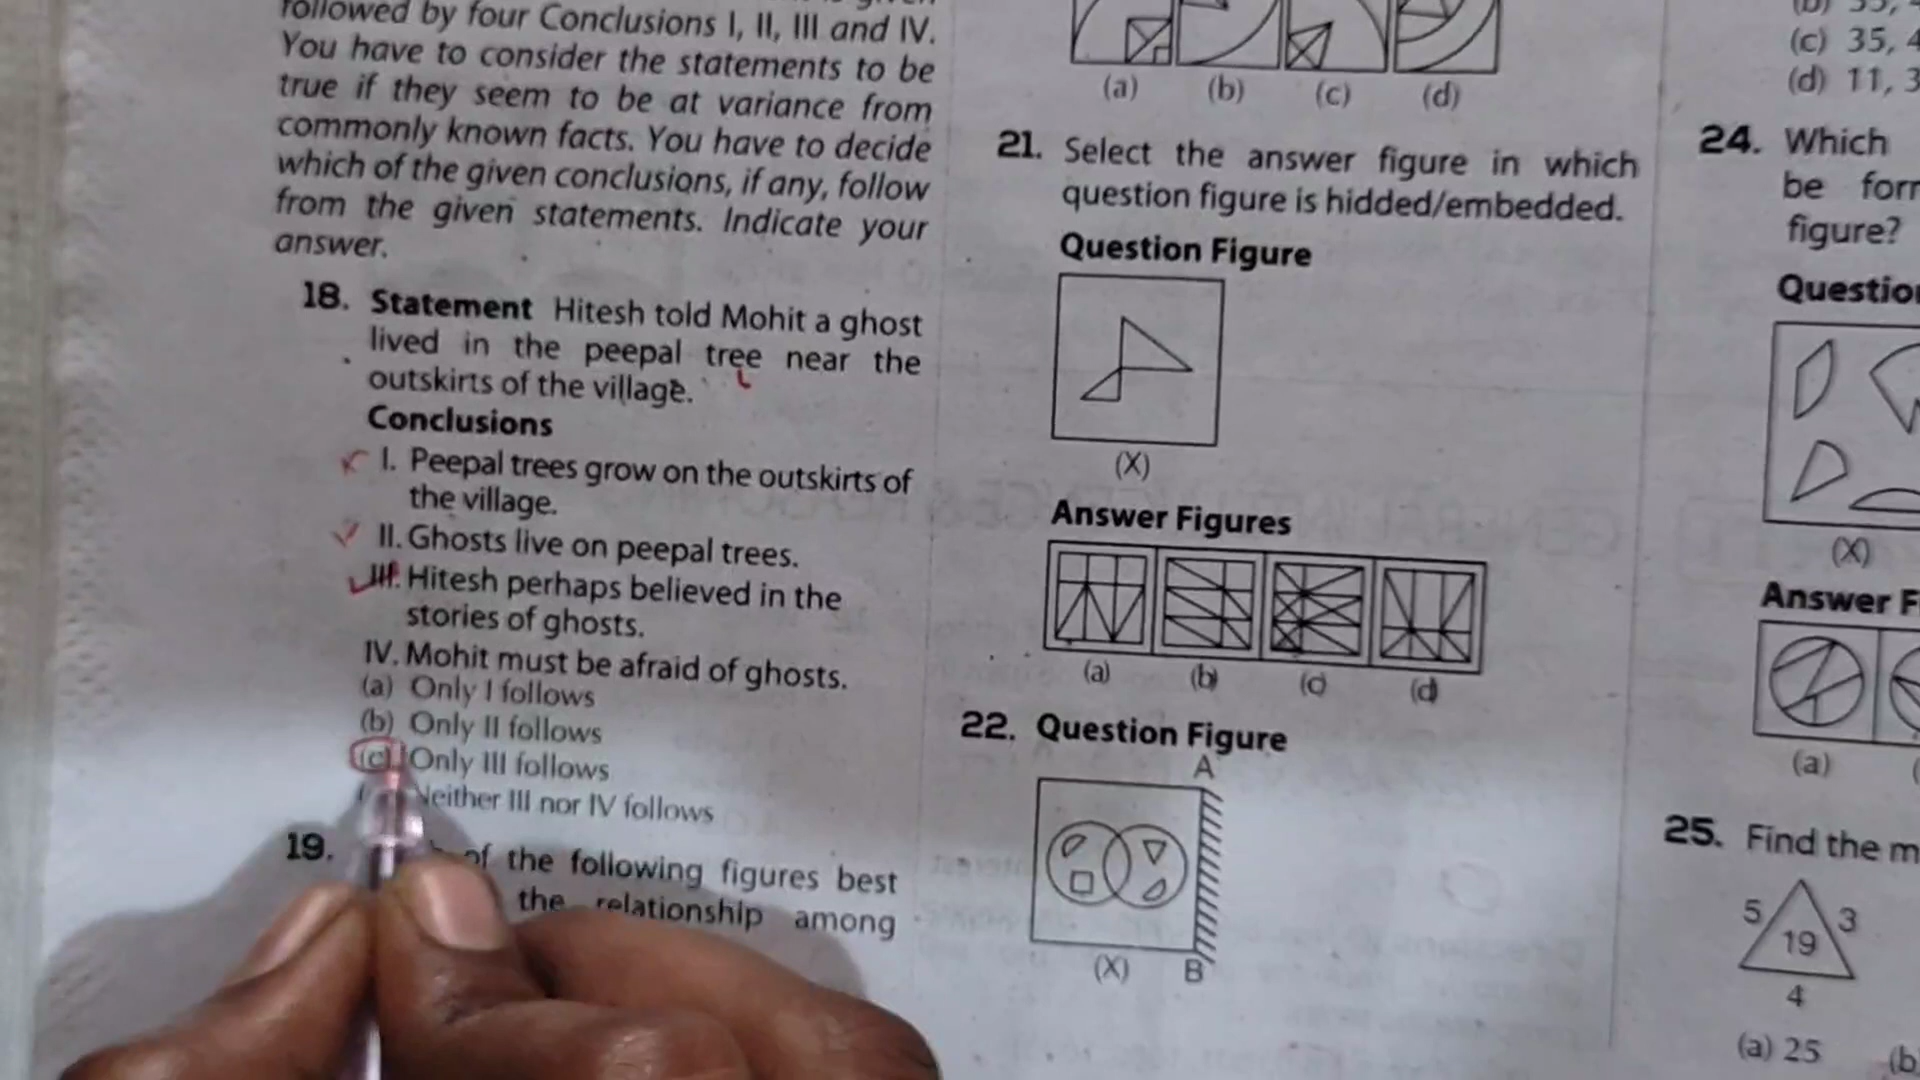 followed by four Conclusions I, II, III and IV.
You have to consider the statements to be
true if they seem to be at variance from
commonly known facts. You have to decide
which of the given conclusions, if any, follow
from the given statements. Indicate your
answer.
18. Statement Hitesh told Mohit a ghost
lived in the peepal tree near the
outskirts of the village.
Conclusions
I. Peepal trees grow on the outskirts of
the village.
II. Ghosts live on peepal trees.
III. Hitesh perhaps believed in the
stories of ghosts.
IV. Mohit must be afraid of ghosts.
(a) Only I follows
(b) Only II follows
(c) Only III follows
Neither III nor IV follows
19. of the following figures best
the relationship among
(a) (b) (c) (d)
21. Select the answer figure in which
question figure is hidded/embedded.
Question Figure
(X)
Answer Figures
(a) (b) (c) (d)
22. Question Figure
A
(X) B
(c) 35, 4
(d) 11, 3
24. Which
be
figure?
(X)
Answer
(a)
25. Find the
5 3
19
4
(a) 25 (b